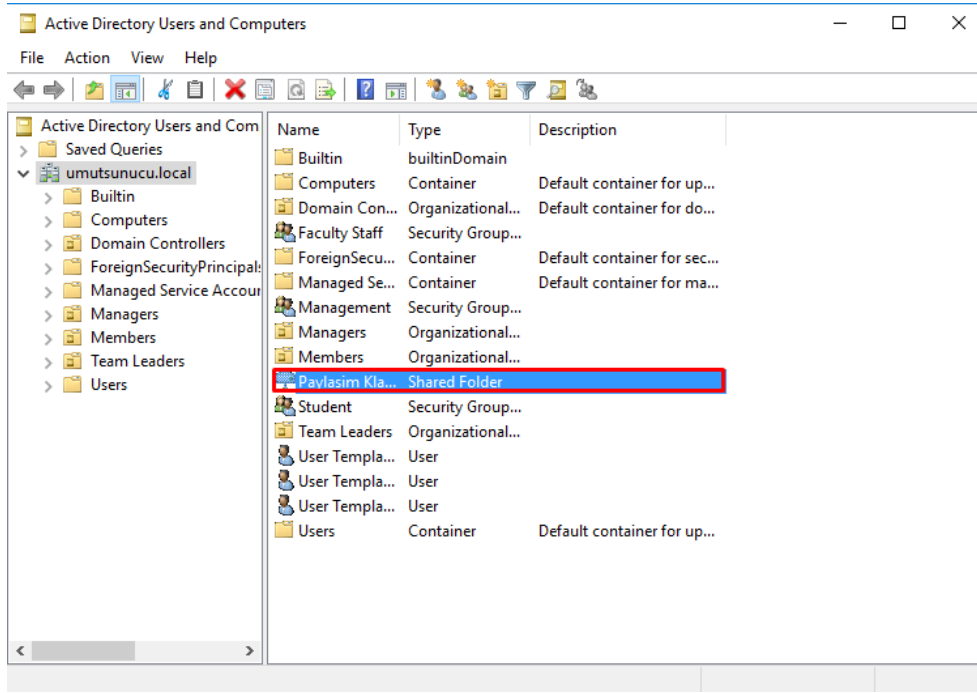 Active Directory Users and Computers
File Action View Help
Active Directory Users and Com
Saved Queries
umutsunucu.local
Builtin
Computers
Domain Controllers
ForeignSecurityPrincipals
Managed Service Accour
Managers
Members
Team Leaders
Users
Name Type Description
Builtin builtinDomain
Computers Container Default container for up...
Domain Con... Organizational... Default container for do...
Faculty Staff Security Group...
ForeignSecu... Container Default container for sec...
Managed Se... Container Default container for ma...
Management Security Group...
Managers Organizational...
Members Organizational...
Paylasim Kla... Shared Folder
Student Security Group...
Team Leaders Organizational...
User Templa... User
User Templa... User
User Templa... User
Users Container Default container for up...